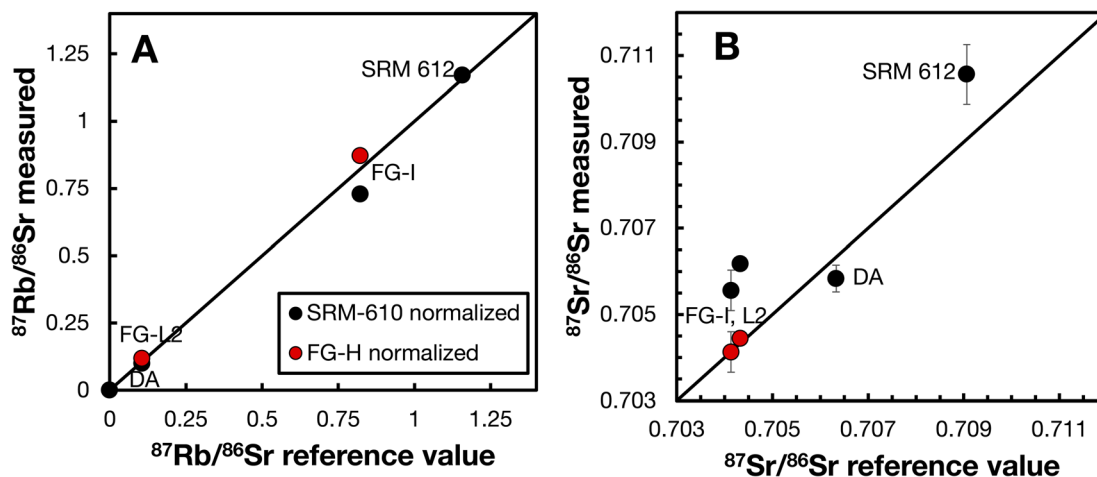 A
SRM 612
FG-I
FG-L2
DA
SRM-610 normalized
FG-H normalized
1.25
1
0.75
0.5
0.25
0
0
0.25
0.5
0.75
1
1.25
⁸⁷Rb/⁸⁶Sr measured
⁸⁷Rb/⁸⁶Sr reference value
B
SRM 612
DA
FG-I, L2
0.711
0.709
0.707
0.705
0.703
0.703
0.705
0.707
0.709
0.711
⁸⁷Sr/⁸⁶Sr measured
⁸⁷Sr/⁸⁶Sr reference value